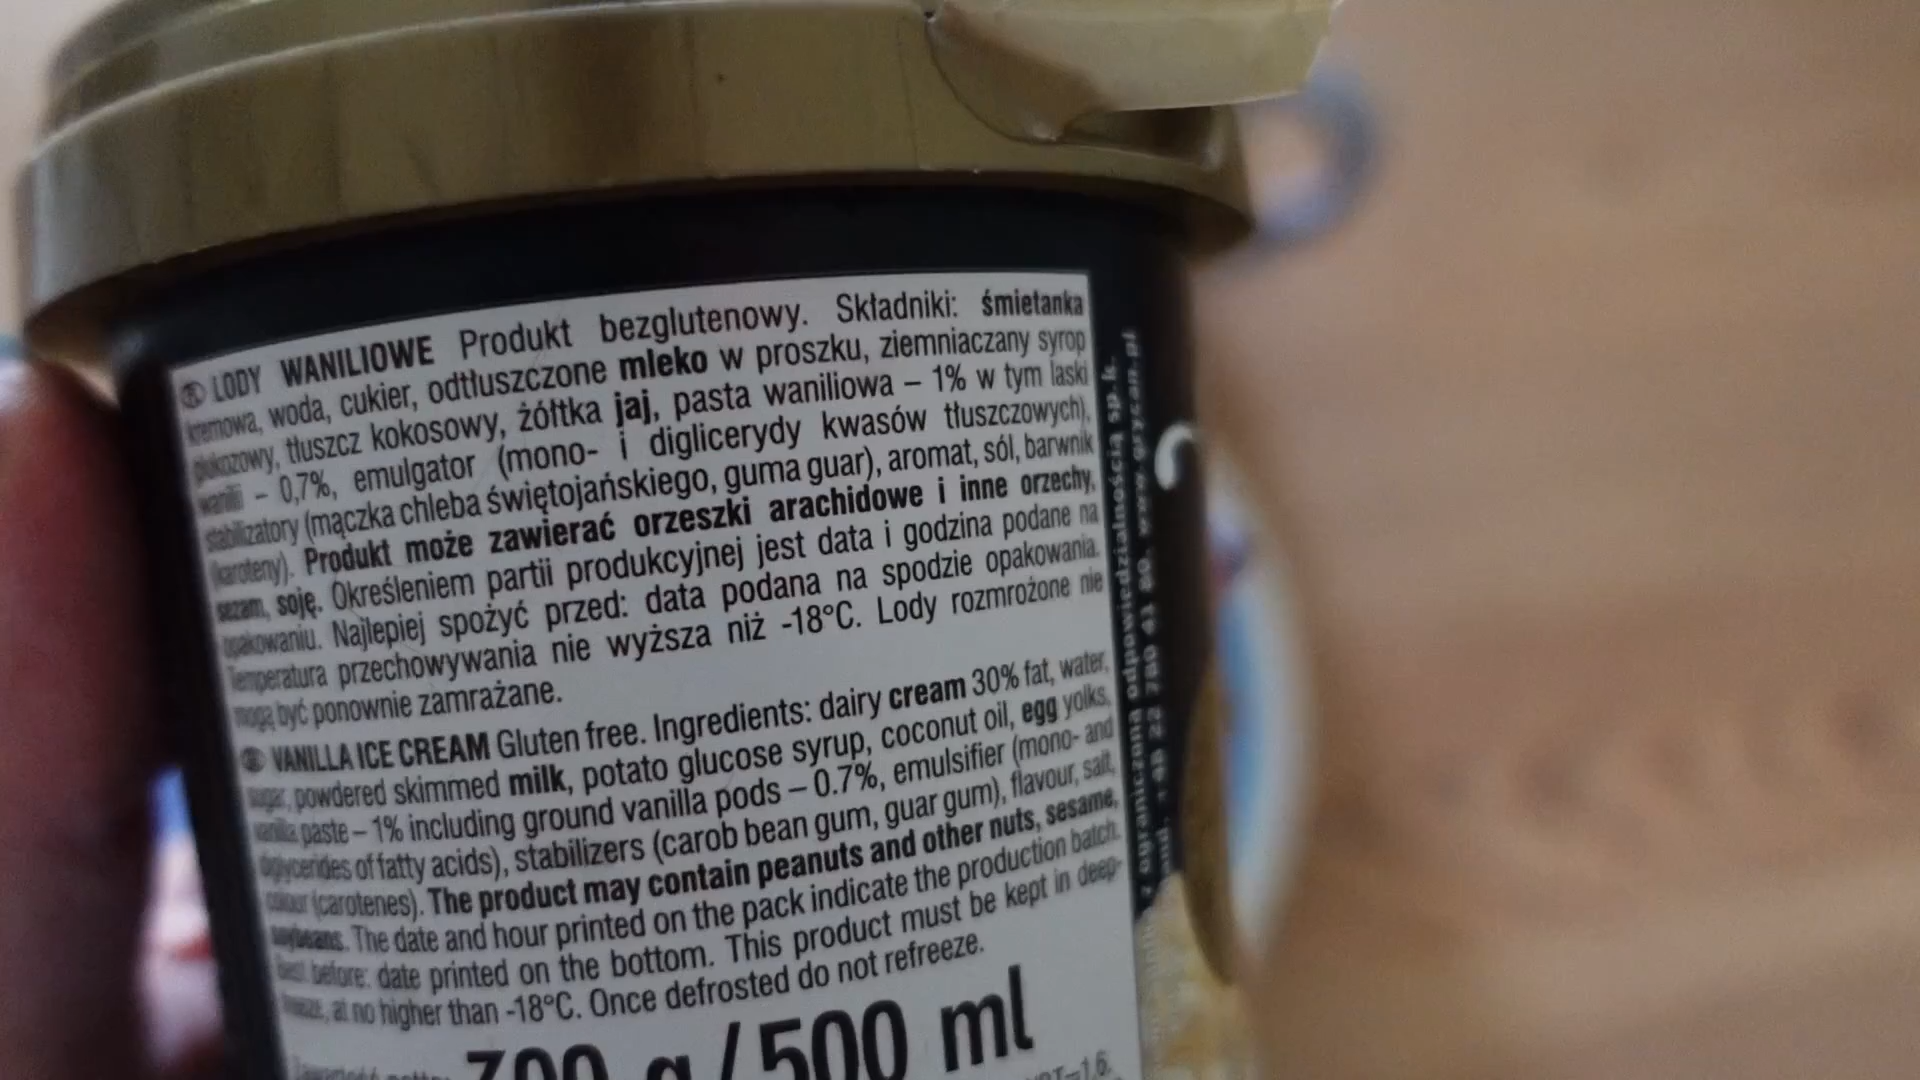 LODY WANILIOWE Produkt bezglutenowy. Składniki: śmietanka
kremowa, woda, cukier, odtłuszczone mleko w proszku, ziemniaczany syrop
glukozowy, tłuszcz kokosowy, żółtka jaj, pasta waniliowa – 1% w tym laski
wanilii – 0,7%, emulgator (mono- i diglicerydy kwasów tłuszczowych),
stabilizatory (mączka chleba świętojańskiego, guma guar), aromat, sól, barwnik
(karoteny). Produkt może zawierać orzeszki arachidowe i inne orzechy,
sezam, soję. Określeniem partii produkcyjnej jest data i godzina podane na
opakowaniu. Najlepiej spożyć przed: data podana na spodzie opakowania.
Temperatura przechowywania nie wyższa niż -18°C. Lody rozmrożone nie
mogą być ponownie zamrażane.
VANILLA ICE CREAM Gluten free. Ingredients: dairy cream 30% fat, water,
sugar, powdered skimmed milk, potato glucose syrup, coconut oil, egg yolks,
vanilla paste – 1% including ground vanilla pods – 0.7%, emulsifier (mono- and
diglycerides of fatty acids), stabilizers (carob bean gum, guar gum), flavour, salt,
colour (carotenes). The product may contain peanuts and other nuts, sesame,
soybeans. The date and hour printed on the pack indicate the production batch.
Best before: date printed on the bottom. This product must be kept in deep-
freeze, at no higher than -18°C. Once defrosted do not refreeze.
g / 500 ml
ograniczoną odpowiedzialnością sp. k.